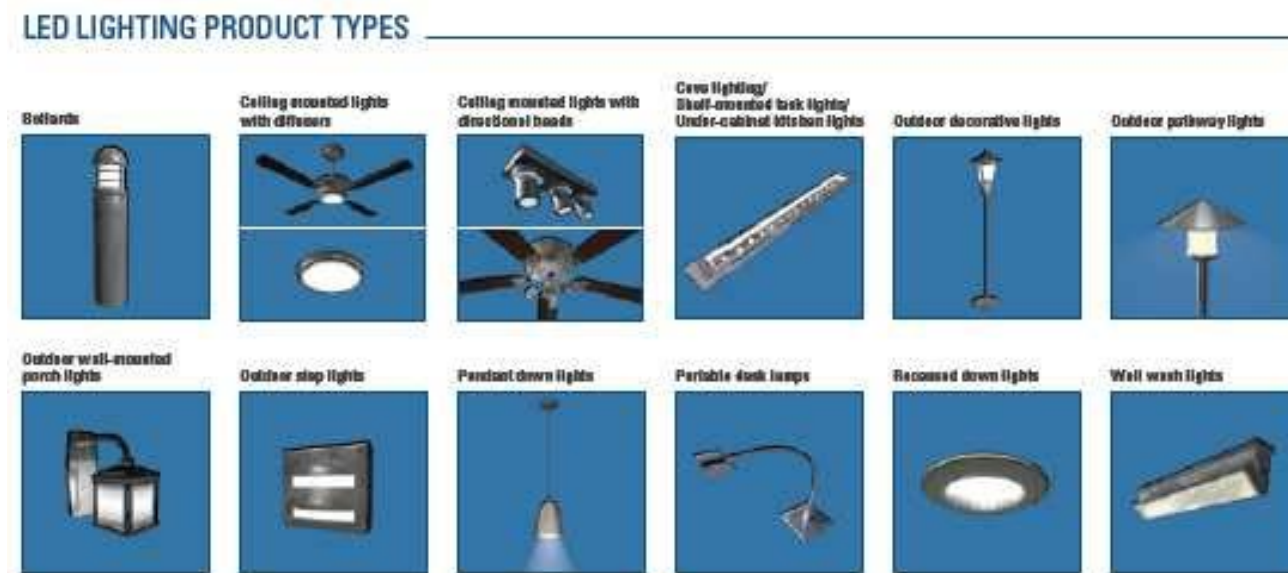 LED LIGHTING PRODUCT TYPES
Bollards
Ceiling mounted lights
with diffusers
Ceiling mounted lights with
directional heads
Cove lighting/
Shelf-mounted task lights/
Under-cabinet kitchen lights
Outdoor decorative lights
Outdoor pathway lights
Outdoor wall-mounted
porch lights
Outdoor step lights
Pendant down lights
Portable desk lamps
Recessed down lights
Wall wash lights